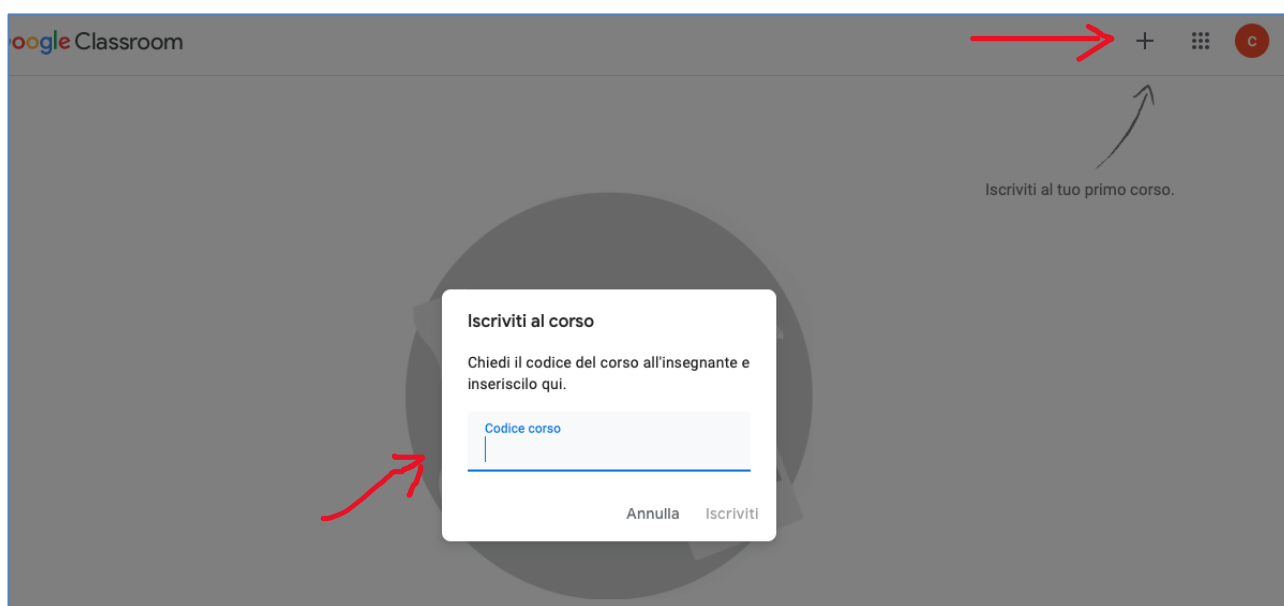 oogle Classroom
C
Iscriviti al tuo primo corso.
Iscriviti al corso
Chiedi il codice del corso all'insegnante e
inseriscilo qui.
Codice corso
Annulla Iscriviti